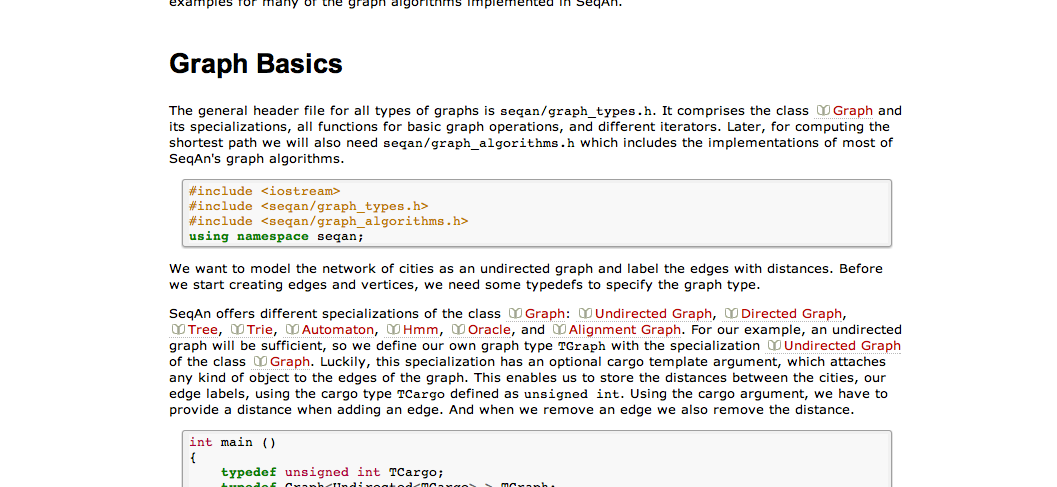 examples for many of the graph algorithms implemented in SeqAn.
Graph Basics
The general header file for all types of graphs is seqan/graph_types.h. It comprises the class Graph and
its specializations, all functions for basic graph operations, and different iterators. Later, for computing the
shortest path we will also need seqan/graph_algorithms.h which includes the implementations of most of
SeqAn's graph algorithms.
#include <iostream>
#include <seqan/graph_types.h>
#include <seqan/graph_algorithms.h>
using namespace seqan;
We want to model the network of cities as an undirected graph and label the edges with distances. Before
we start creating edges and vertices, we need some typedefs to specify the graph type.
SeqAn offers different specializations of the class Graph: Undirected Graph, Directed Graph,
Tree, Trie, Automaton, Hmm, Oracle, and Alignment Graph. For our example, an undirected
graph will be sufficient, so we define our own graph type TGraph with the specialization Undirected Graph
of the class Graph. Luckily, this specialization has an optional cargo template argument, which attaches
any kind of object to the edges of the graph. This enables us to store the distances between the cities, our
edge labels, using the cargo type TCargo defined as unsigned int. Using the cargo argument, we have to
provide a distance when adding an edge. And when we remove an edge we also remove the distance.
int main ()
{
typedef unsigned int TCargo;
typedef Graph<Undirected<TCargo> > TGraph;